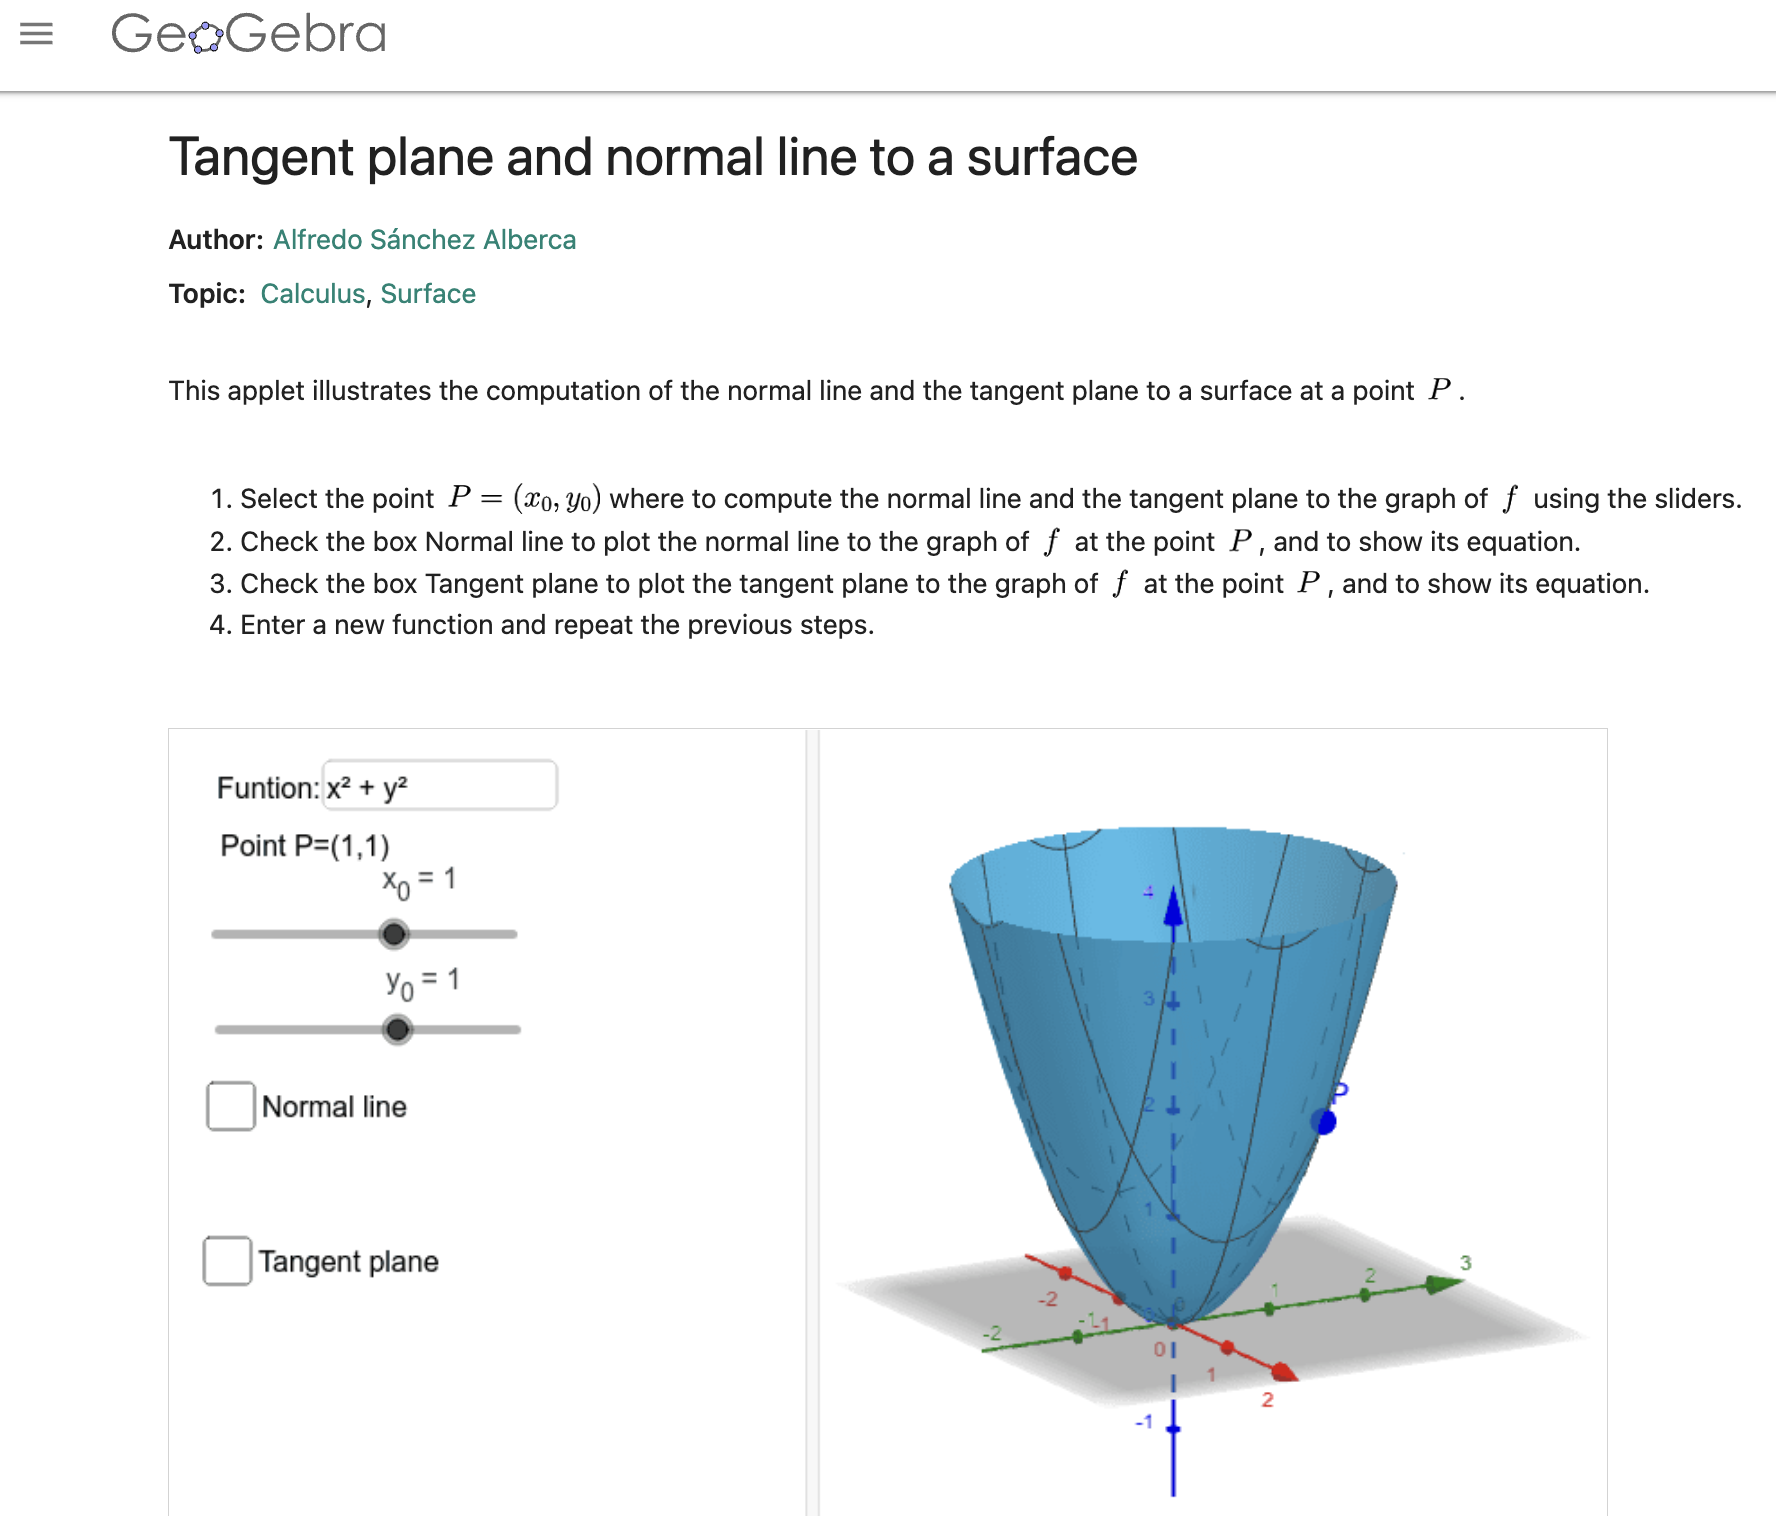 GeoGebra
Tangent plane and normal line to a surface
Author: Alfredo Sánchez Alberca
Topic: Calculus, Surface
This applet illustrates the computation of the normal line and the tangent plane to a surface at a point P .
1. Select the point P = (x₀, y₀) where to compute the normal line and the tangent plane to the graph of f using the sliders.
2. Check the box Normal line to plot the normal line to the graph of f at the point P , and to show its equation.
3. Check the box Tangent plane to plot the tangent plane to the graph of f at the point P , and to show its equation.
4. Enter a new function and repeat the previous steps.
Funtion: x² + y²
Point P=(1,1)
x₀ = 1
y₀ = 1
Normal line
Tangent plane
4
3
P
2
1
3
2
1
0
-2
-1
-1
-2
0
1
2
-1